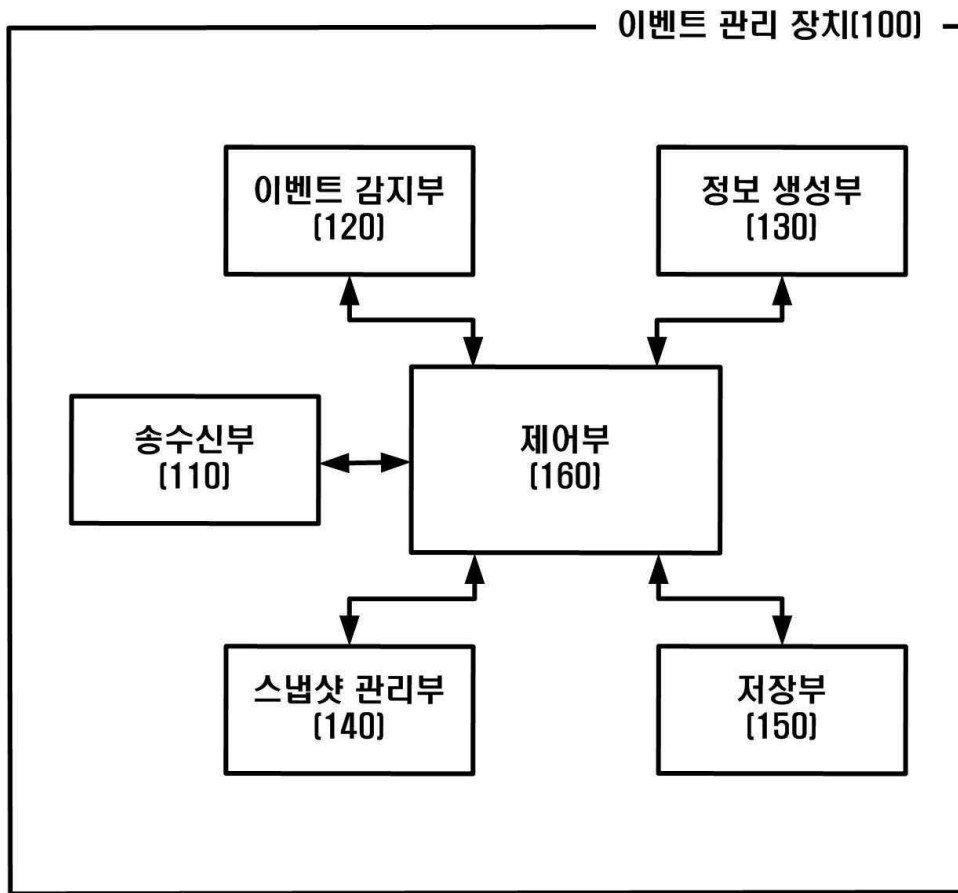 이벤트 관리 장치(100)
이벤트 감지부
(120)
정보 생성부
(130)
송수신부
(110)
제어부
(160)
스냅샷 관리부
(140)
저장부
(150)